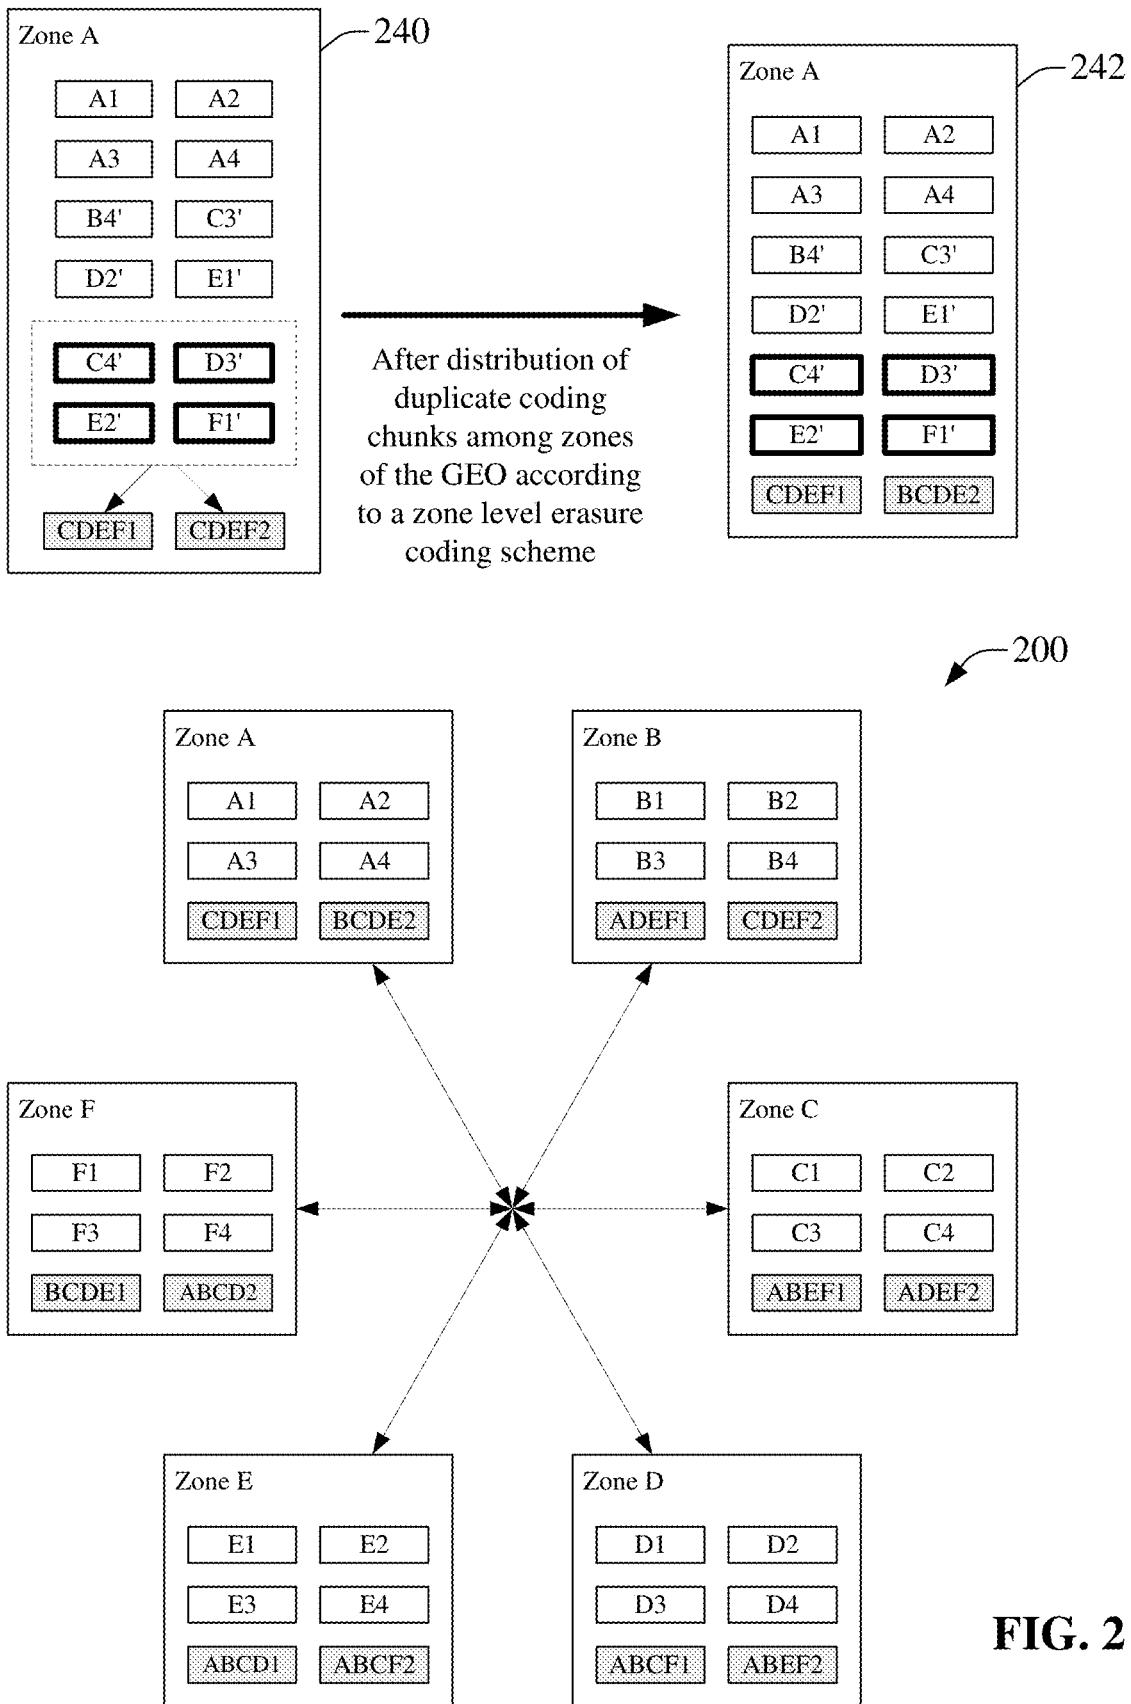 Zone A
240
A1 A2
A3 A4
B4' C3'
D2' E1'
C4' D3'
E2' F1'
CDEF1 CDEF2
After distribution of
duplicate coding
chunks among zones
of the GEO according
to a zone level erasure
coding scheme
Zone A
242
A1 A2
A3 A4
B4' C3'
D2' E1'
C4' D3'
E2' F1'
CDEF1 BCDE2
200
Zone A
A1 A2
A3 A4
CDEF1 BCDE2
Zone B
B1 B2
B3 B4
ADEF1 CDEF2
Zone F
F1 F2
F3 F4
BCDE1 ABCD2
Zone C
C1 C2
C3 C4
ABEF1 ADEF2
Zone E
E1 E2
E3 E4
ABCD1 ABCF2
Zone D
D1 D2
D3 D4
ABCF1 ABEF2
FIG. 2